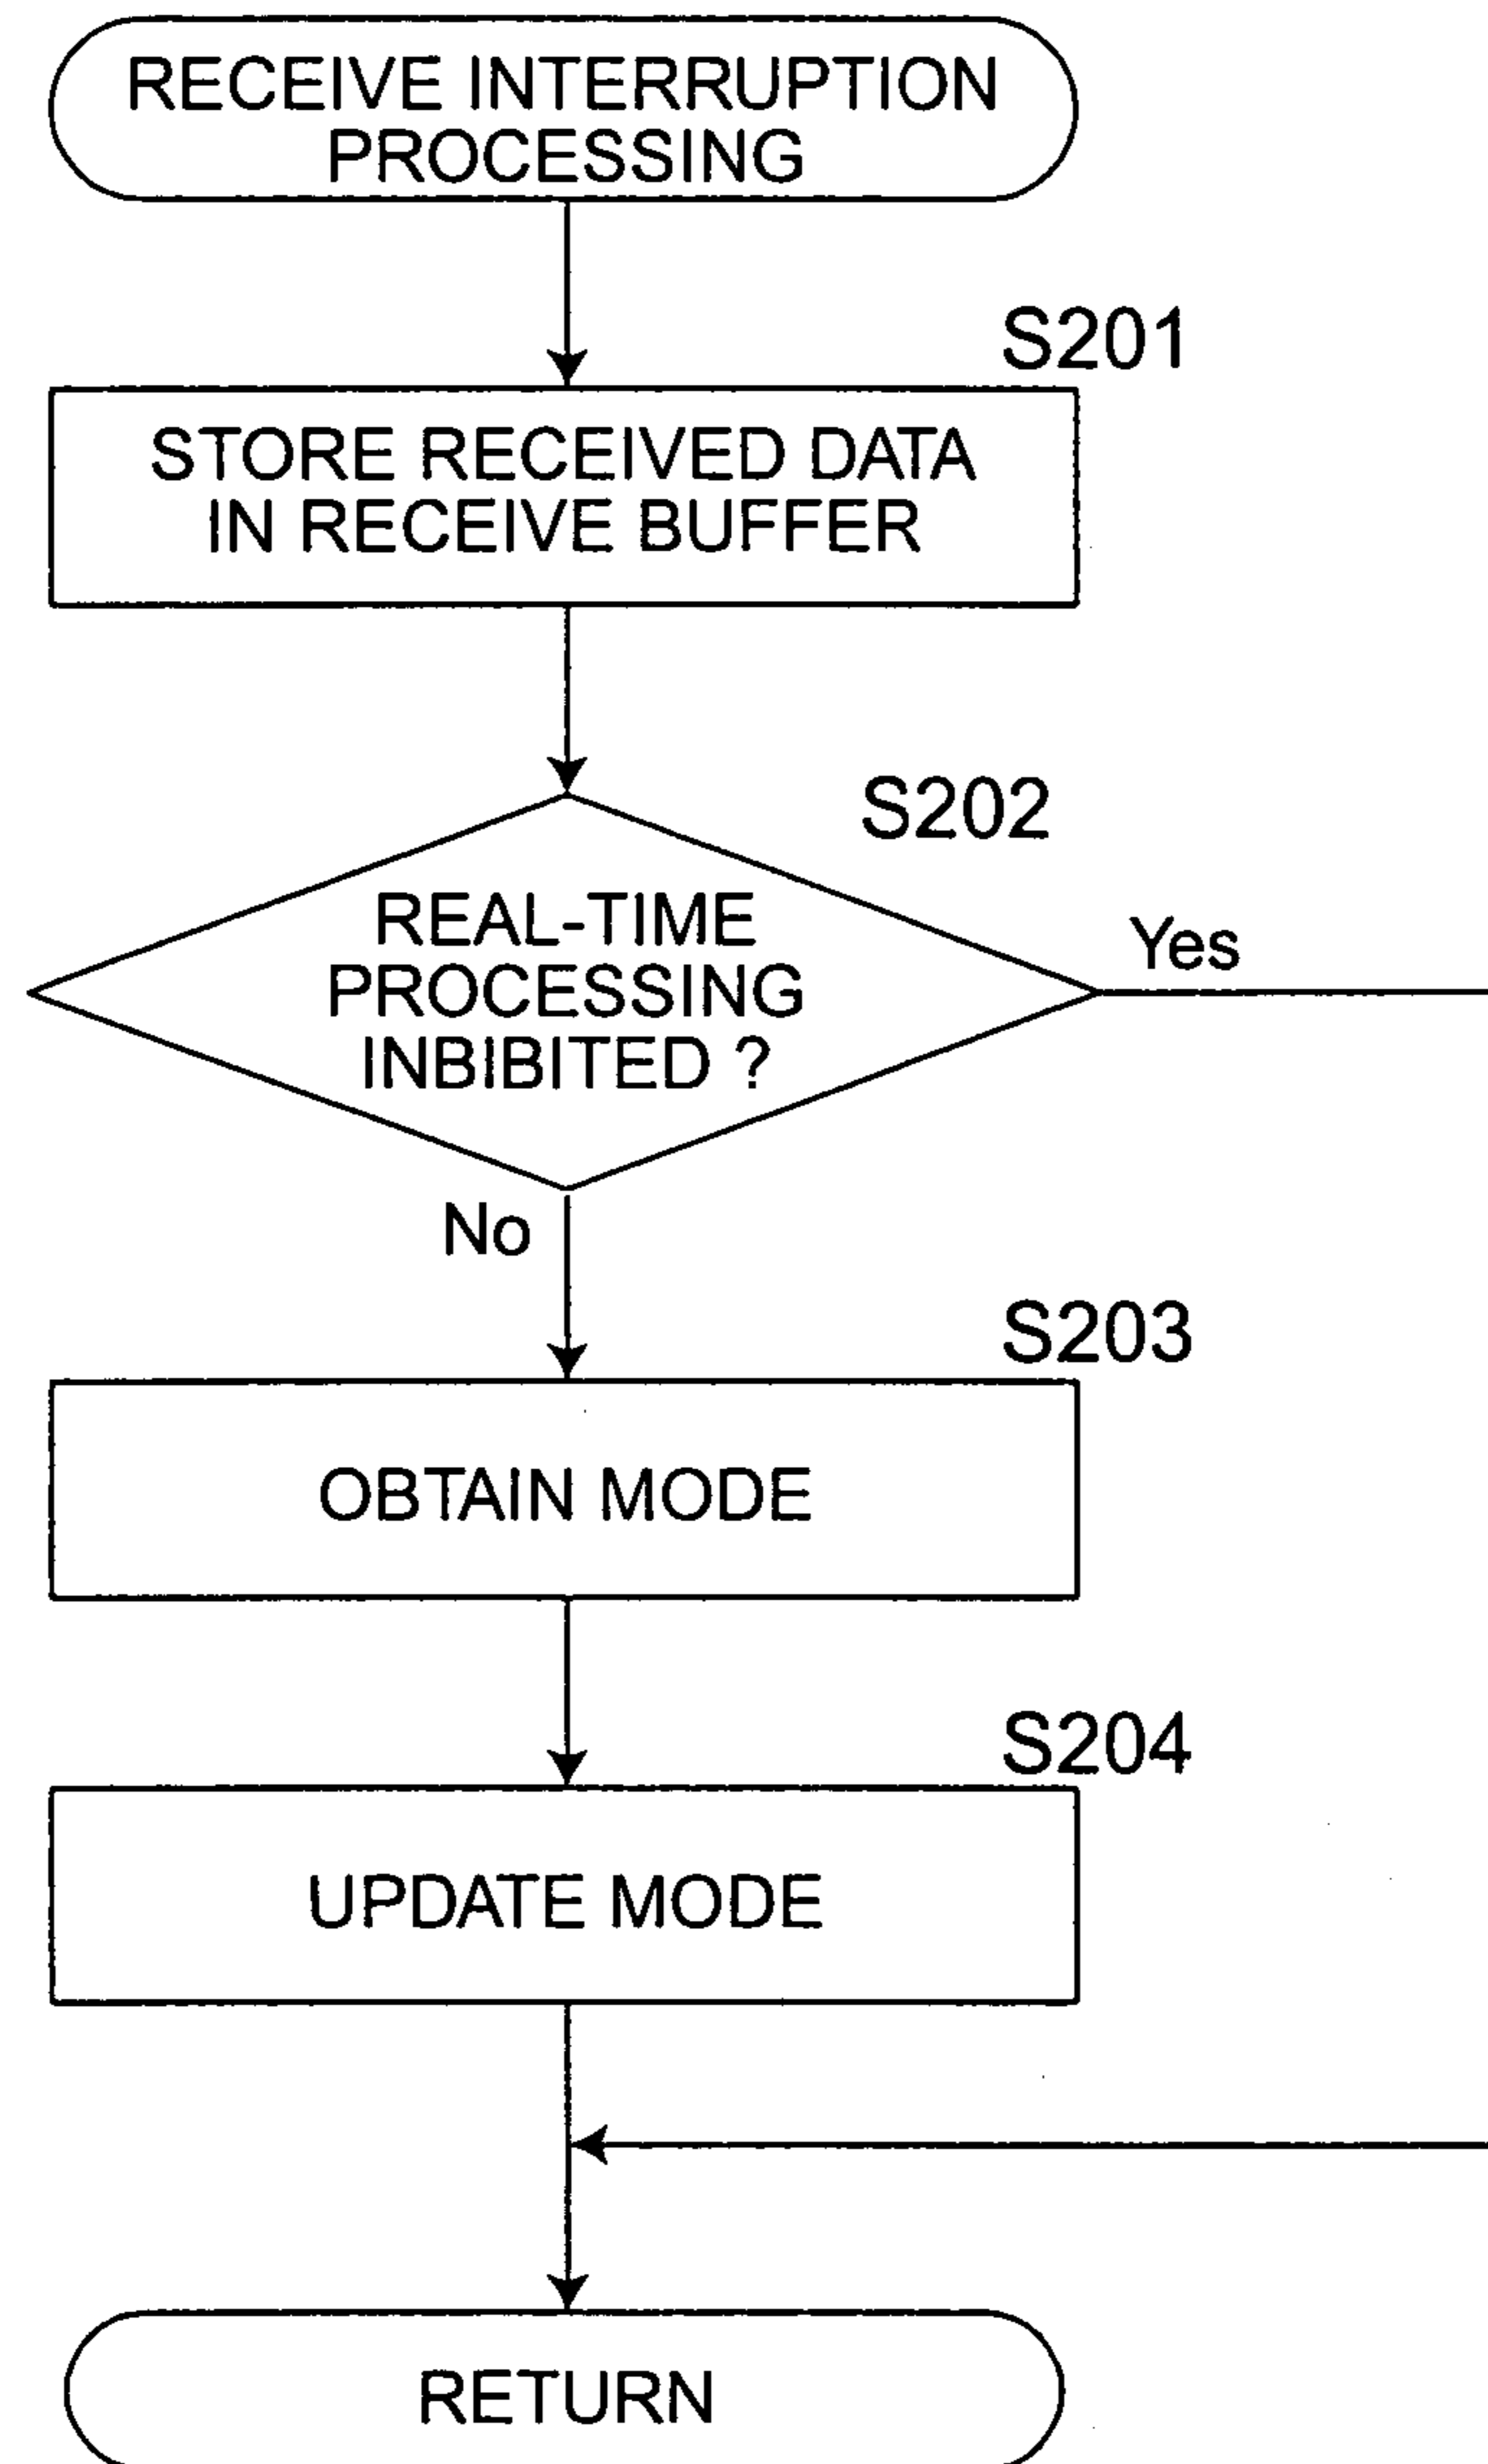 RECEIVE INTERRUPTION
PROCESSING
S201
STORE RECEIVED DATA
IN RECEIVE BUFFER
S202
REAL-TIME
PROCESSING
INBIBITED ?
Yes
No
S203
OBTAIN MODE
S204
UPDATE MODE
RETURN